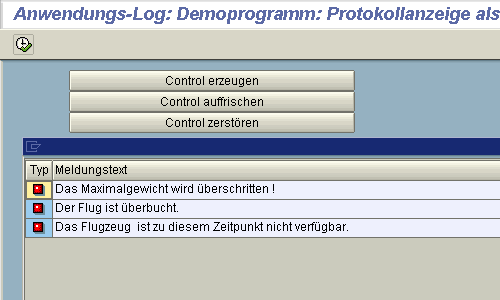 Anwendungs-Log: Demoprogramm: Protokollanzeige als
Control erzeugen
Control auffrischen
Control zerstören
Typ Meldungstext
Das Maximalgewicht wird überschritten !
Der Flug ist überbucht.
Das Flugzeug  ist zu diesem Zeitpunkt nicht verfügbar.